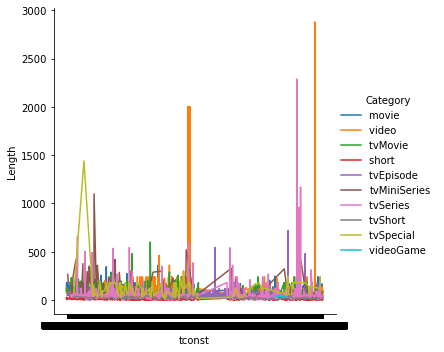 3000
2500
2000
1500
1000
500
0
Length
tconst
Category
movie
video
tvMovie
short
tvEpisode
tvMiniSeries
tvSeries
tvShort
tvSpecial
videoGame